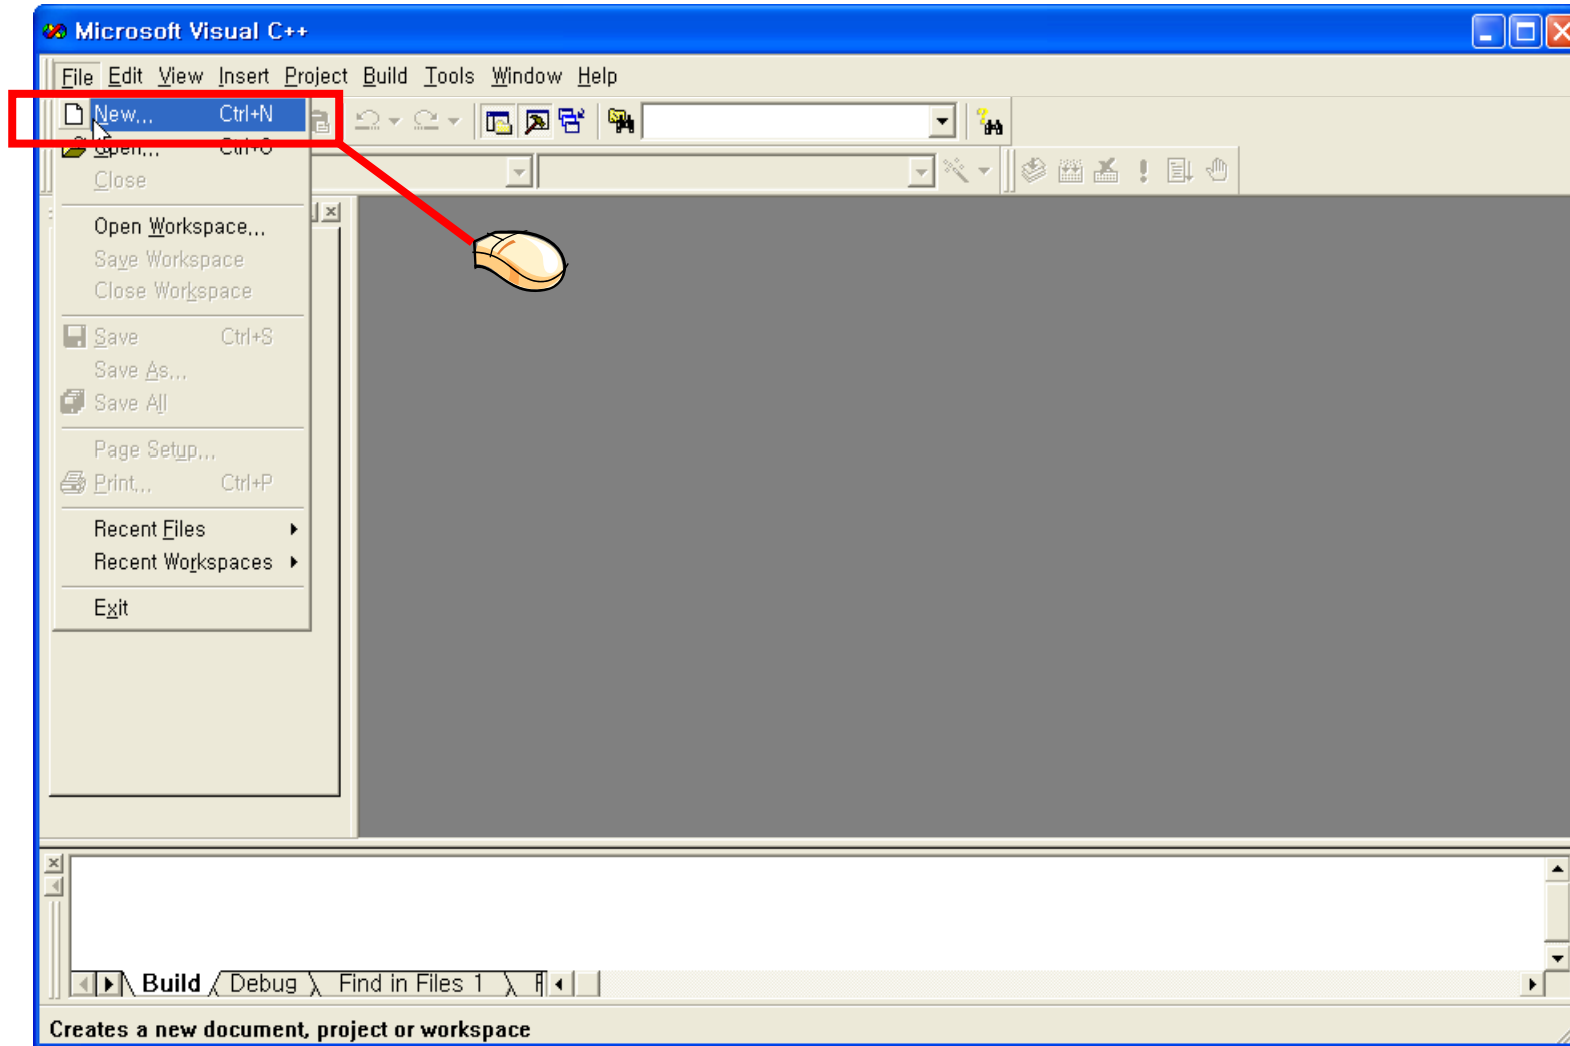 Microsoft Visual C++
File Edit View Insert Project Build Tools Window Help
New... Ctrl+N
Open... Ctrl+O
Close
Open Workspace...
Save Workspace
Close Workspace
Save Ctrl+S
Save As...
Save All
Page Setup...
Print... Ctrl+P
Recent Files
Recent Workspaces
Exit
Build Debug Find in Files 1
Creates a new document, project or workspace